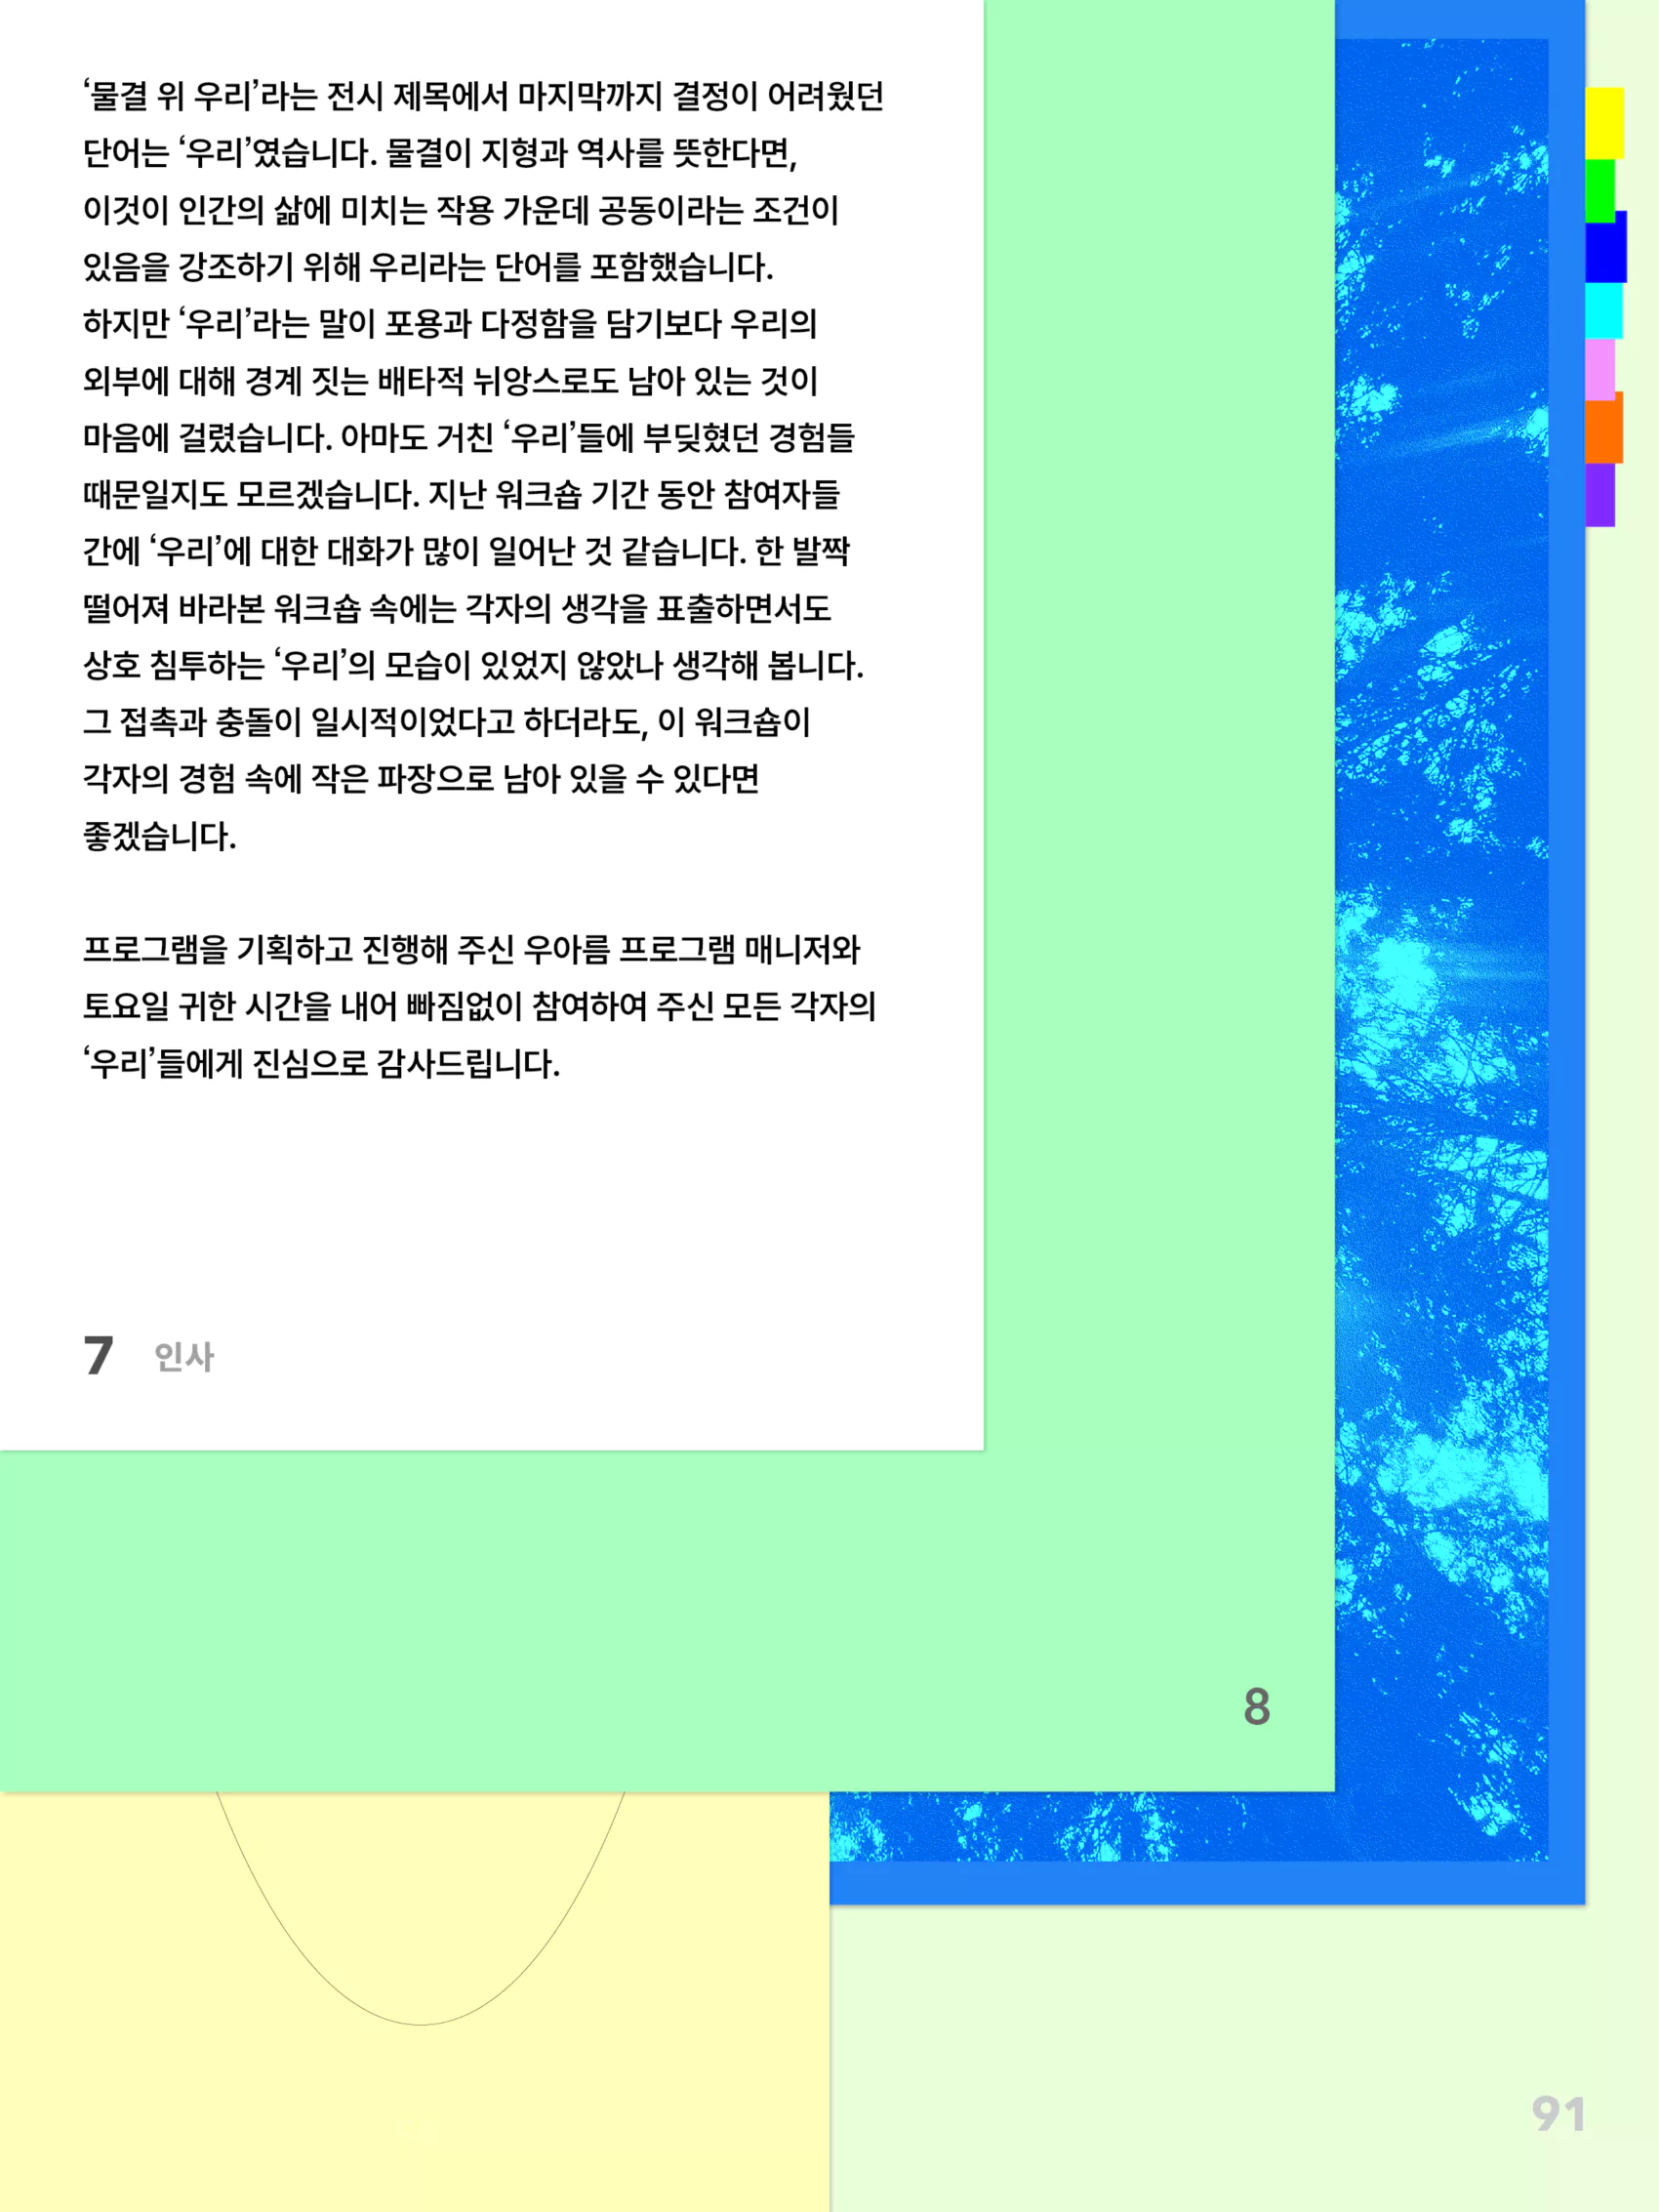 ‘물결 위 우리’라는 전시 제목에서 마지막까지 결정이 어려웠던
단어는 ‘우리’였습니다. 물결이 지형과 역사를 뜻한다면,
이것이 인간의 삶에 미치는 작용 가운데 공동이라는 조건이
있음을 강조하기 위해 우리라는 단어를 포함했습니다.
하지만 ‘우리’라는 말이 포용과 다정함을 담기보다 우리의
외부에 대해 경계 짓는 배타적 뉘앙스로도 남아 있는 것이
마음에 걸렸습니다. 아마도 거친 ‘우리’들에 부딪혔던 경험들
때문일지도 모르겠습니다. 지난 워크숍 기간 동안 참여자들
간에 ‘우리’에 대한 대화가 많이 일어난 것 같습니다. 한 발짝
떨어져 바라본 워크숍 속에는 각자의 생각을 표출하면서도
상호 침투하는 ‘우리’의 모습이 있었지 않았나 생각해 봅니다.
그 접촉과 충돌이 일시적이었다고 하더라도, 이 워크숍이
각자의 경험 속에 작은 파장으로 남아 있을 수 있다면
좋겠습니다.
프로그램을 기획하고 진행해 주신 우아름 프로그램 매니저와
토요일 귀한 시간을 내어 빠짐없이 참여하여 주신 모든 각자의
‘우리’들에게 진심으로 감사드립니다.
7 인사
8
91